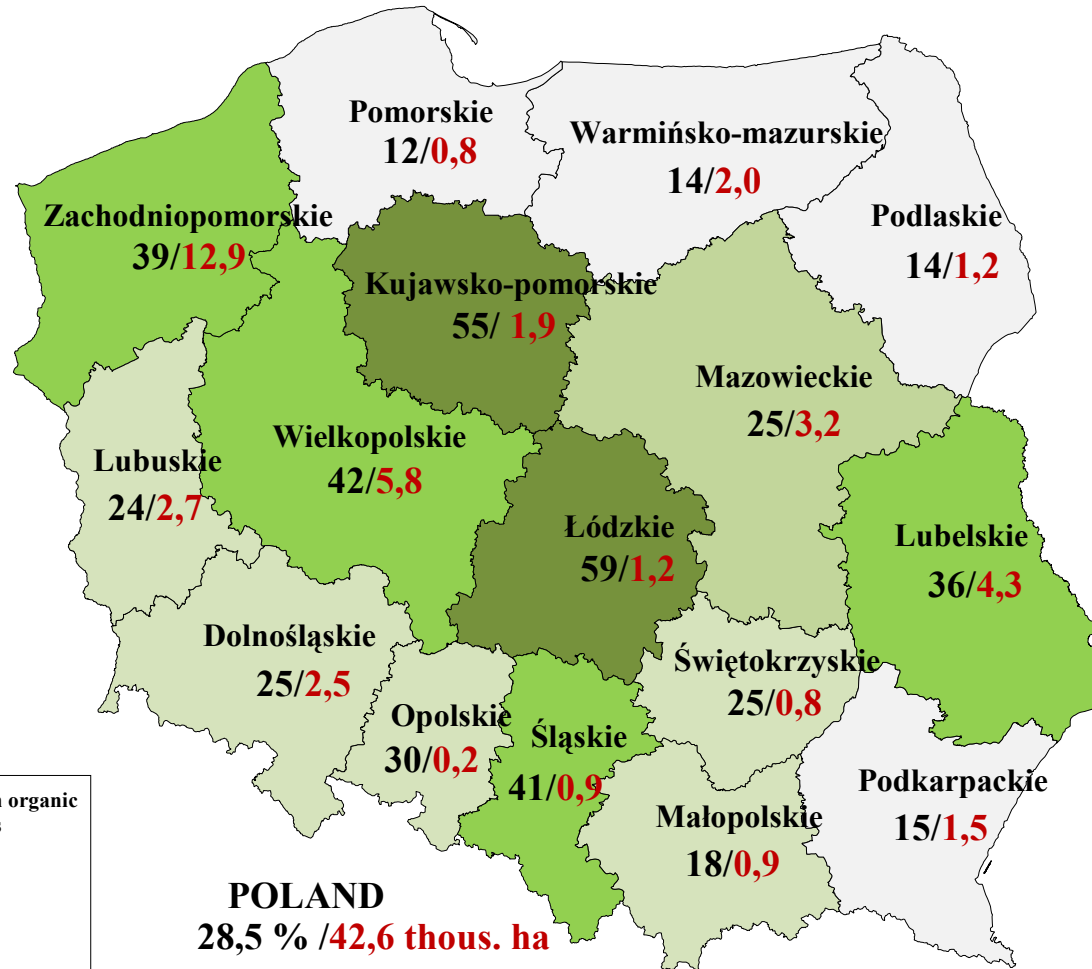 Pomorskie
12/0,8
Warmińsko-mazurskie
14/2,0
Podlaskie
14/1,2
Zachodniopomorskie
39/12,9
Kujawsko-pomorskie
55/ 1,9
Mazowieckie
25/3,2
Wielkopolskie
42/5,8
Lubuskie
24/2,7
Łódzkie
59/1,2
Lubelskie
36/4,3
Dolnośląskie
25/2,5
Świętokrzyskie
25/0,8
Opolskie
30/0,2
Śląskie
41/0,9
Podkarpackie
15/1,5
Małopolskie
18/0,9
organic
POLAND
28,5 % /42,6 thous. ha